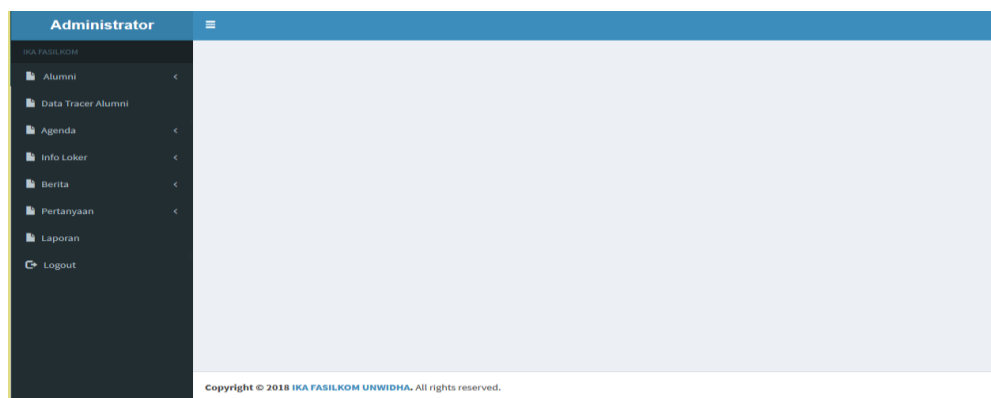 Administrator
IKA FASILKOM
Alumni
Data Tracer Alumni
Agenda
Info Loker
Berita
Pertanyaan
Laporan
Logout
Copyright © 2018 IKA FASILKOM UNWIDHA. All rights reserved.